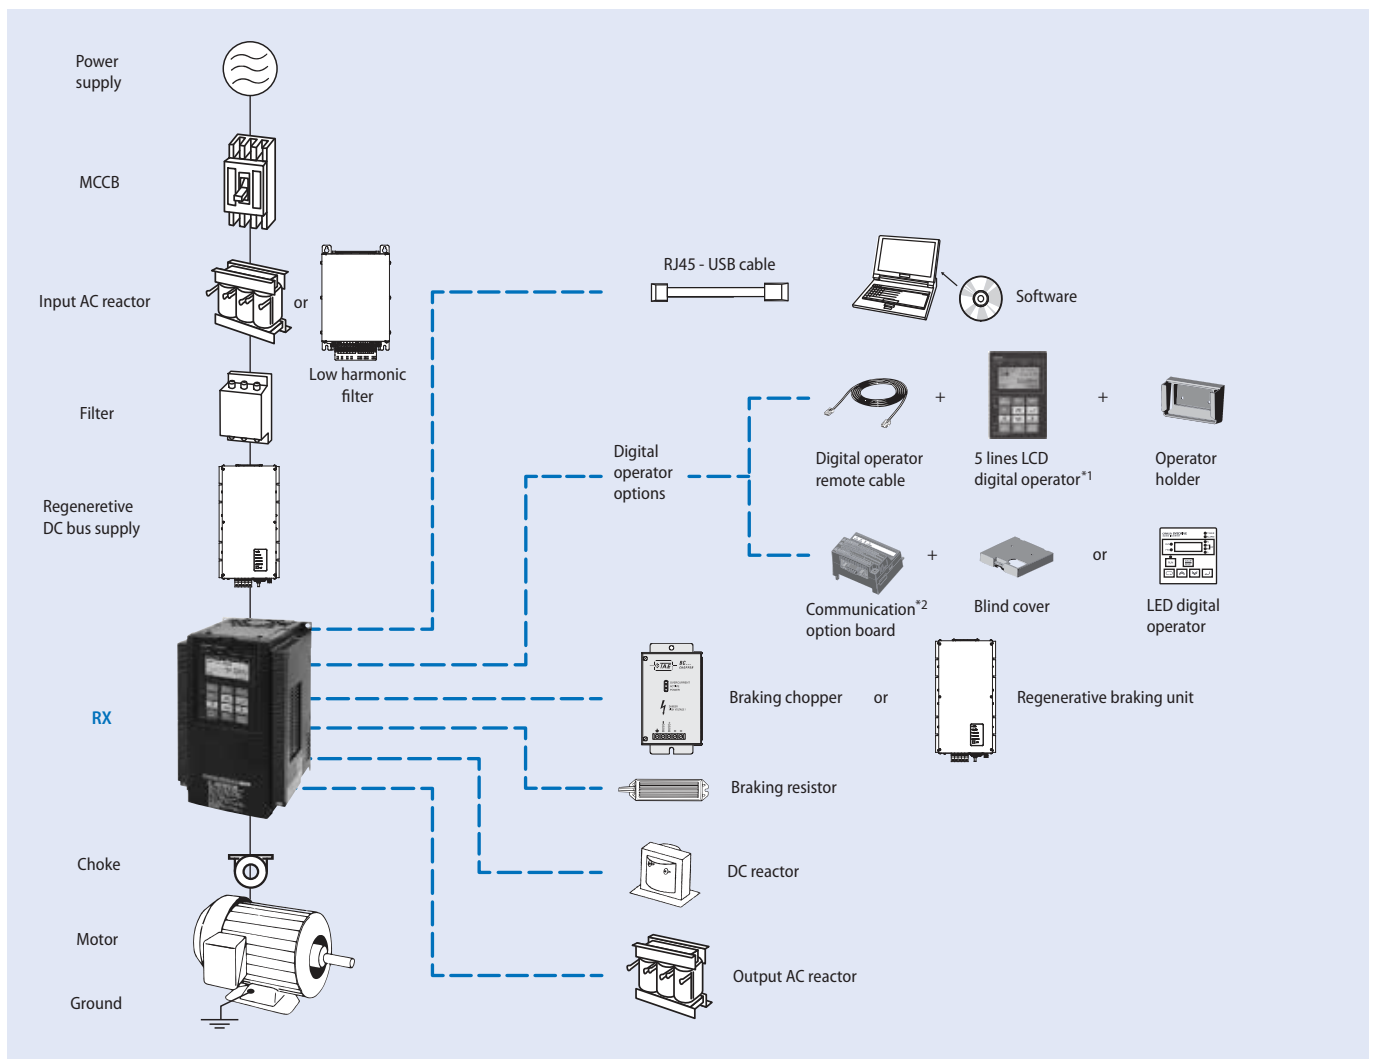 Power
supply
MCCB
Input AC reactor
or
Low harmonic
filter
Filter
Regeneretive
DC bus supply
RX
Choke
Motor
Ground
RJ45 - USB cable
Software
Digital
operator
options
+
+
Digital operator
remote cable
5 lines LCD
digital operator*1
Operator
holder
+
or
Communication*2
option board
Blind cover
LED digital
operator
Braking chopper
or
Regenerative braking unit
Braking resistor
DC reactor
Output AC reactor